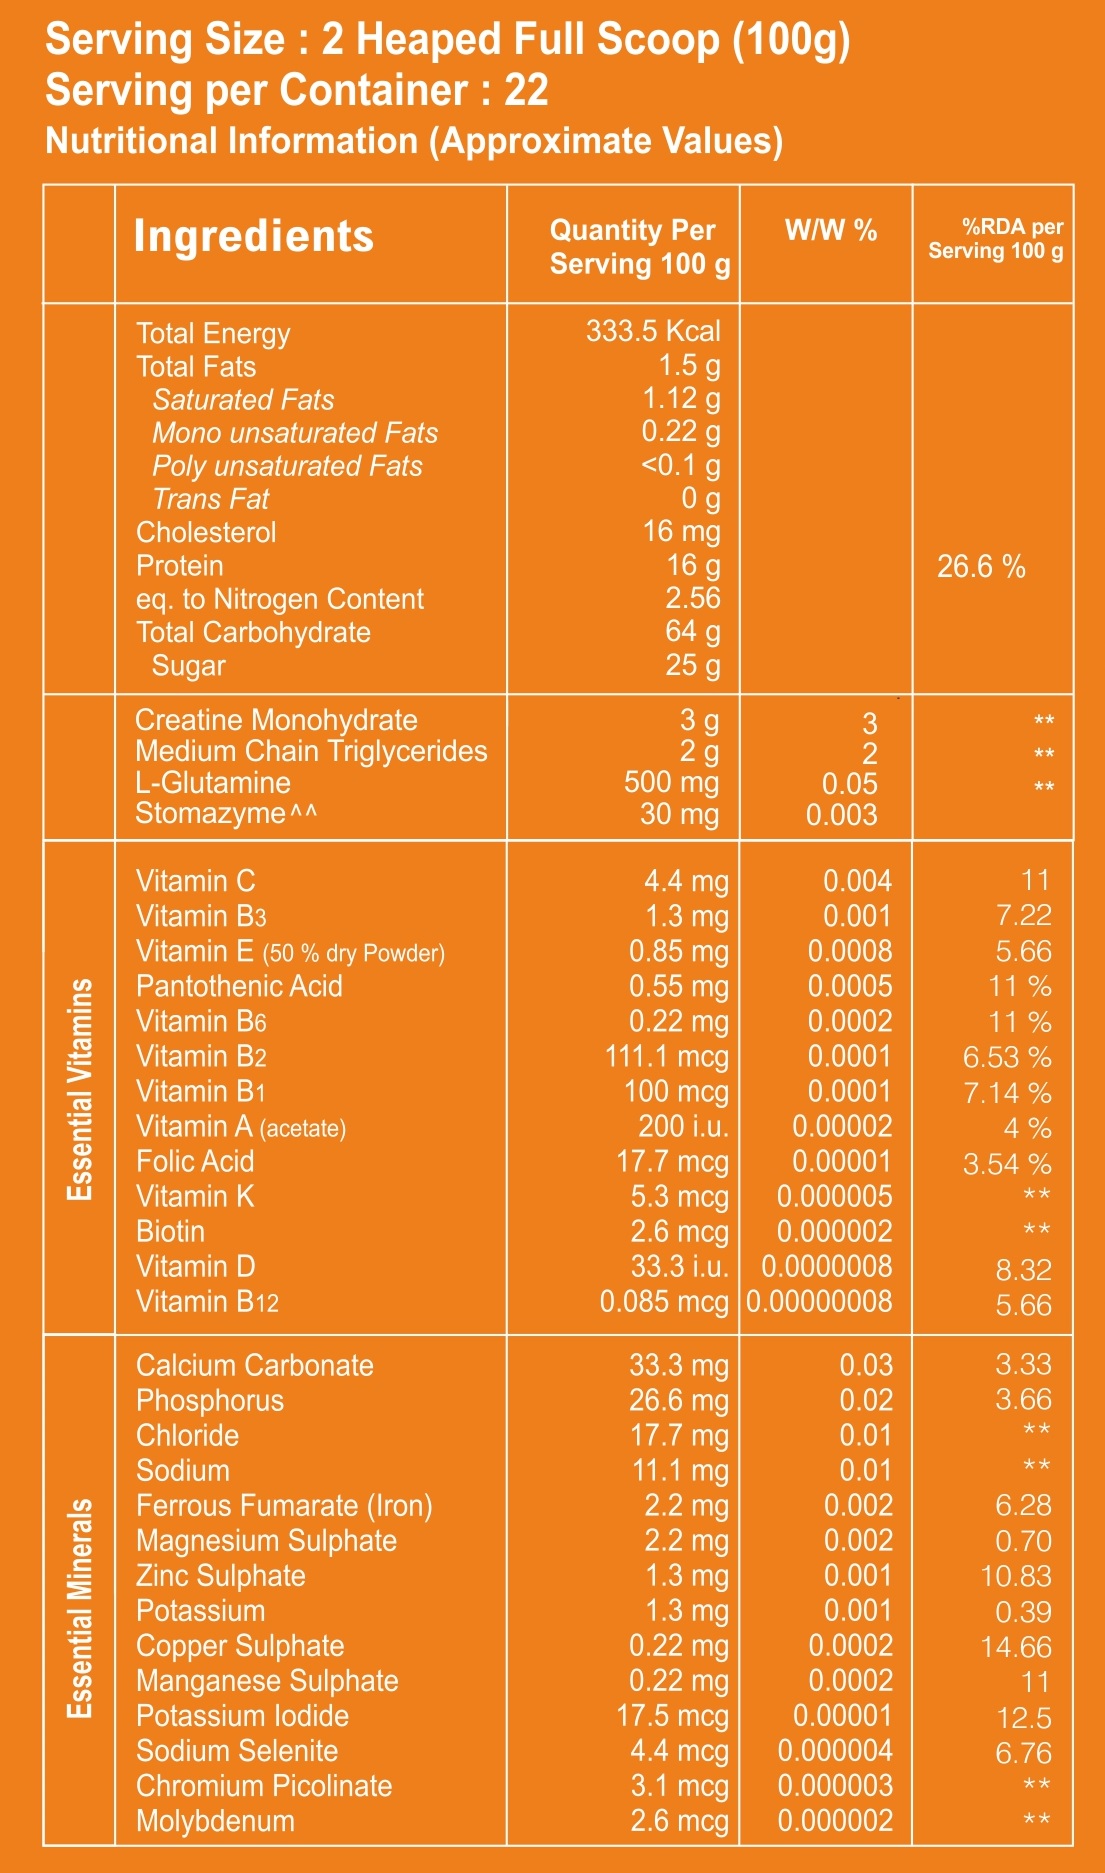 Serving Size : 2 Heaped Full Scoop (100g)
Serving per Container : 22
Nutritional Information (Approximate Values)
Ingredients Quantity Per Serving 100 g W/W % %RDA per Serving 100 g
Total Energy 333.5 Kcal
Total Fats 1.5 g
Saturated Fats 1.12 g
Mono unsaturated Fats 0.22 g
Poly unsaturated Fats <0.1 g
Trans Fat 0 g
Cholesterol 16 mg
Protein 16 g 26.6 %
eq. to Nitrogen Content 2.56
Total Carbohydrate 64 g
Sugar 25 g
Creatine Monohydrate 3 g 3 **
Medium Chain Triglycerides 2 g 2 **
L-Glutamine 500 mg 0.05 **
Stomazyme^^ 30 mg 0.003
Essential Vitamins
Vitamin C 4.4 mg 0.004 11
Vitamin B3 1.3 mg 0.001 7.22
Vitamin E (50 % dry Powder) 0.85 mg 0.0008 5.66
Pantothenic Acid 0.55 mg 0.0005 11 %
Vitamin B6 0.22 mg 0.0002 11 %
Vitamin B2 111.1 mcg 0.0001 6.53 %
Vitamin B1 100 mcg 0.0001 7.14 %
Vitamin A (acetate) 200 i.u. 0.00002 4 %
Folic Acid 17.7 mcg 0.00001 3.54 %
Vitamin K 5.3 mcg 0.000005 **
Biotin 2.6 mcg 0.000002 **
Vitamin D 33.3 i.u. 0.0000008 8.32
Vitamin B12 0.085 mcg 0.00000008 5.66
Essential Minerals
Calcium Carbonate 33.3 mg 0.03 3.33
Phosphorus 26.6 mg 0.02 3.66
Chloride 17.7 mg 0.01 **
Sodium 11.1 mg 0.01 **
Ferrous Fumarate (Iron) 2.2 mg 0.002 6.28
Magnesium Sulphate 2.2 mg 0.002 0.70
Zinc Sulphate 1.3 mg 0.001 10.83
Potassium 1.3 mg 0.001 0.39
Copper Sulphate 0.22 mg 0.0002 14.66
Manganese Sulphate 0.22 mg 0.0002 11
Potassium Iodide 17.5 mcg 0.00001 12.5
Sodium Selenite 4.4 mcg 0.000004 6.76
Chromium Picolinate 3.1 mcg 0.000003 **
Molybdenum 2.6 mcg 0.000002 **